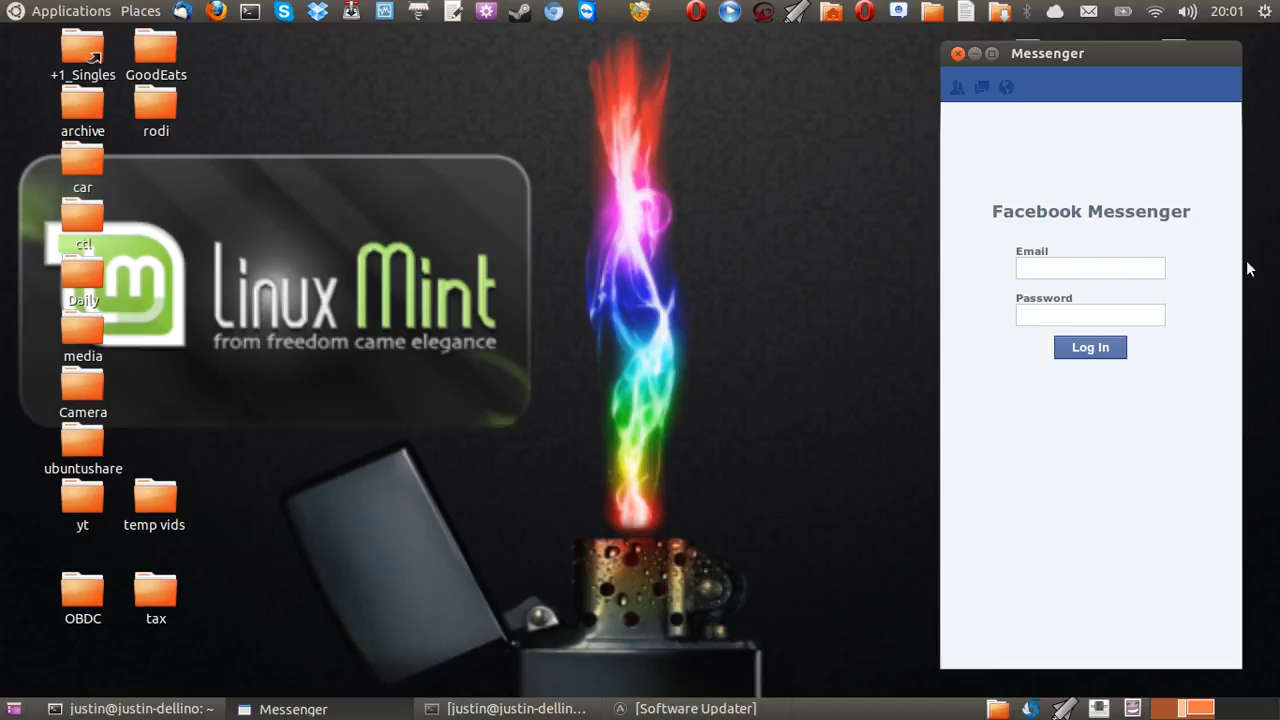 Applications Places
20:01
+1_Singles GoodEats
archive rodi
car
ctl
Daily
media
Camera
ubuntushare
yt temp vids
OBDC tax
Linux Mint
from freedom came elegance
Messenger
Facebook Messenger
Email
Password
Log In
justin@justin-dellino: ~ Messenger [justin@justin-dellin... [Software Updater]